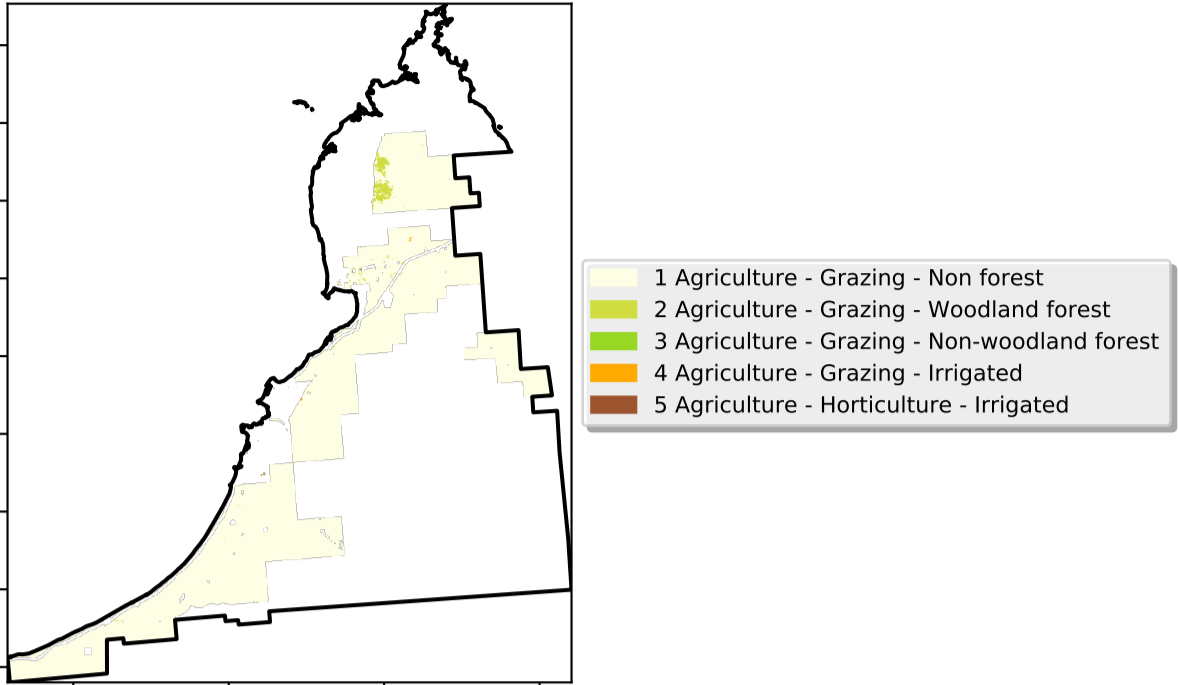 1 Agriculture - Grazing - Non forest
2 Agriculture - Grazing - Woodland forest
3 Agriculture - Grazing - Non-woodland forest
4 Agriculture - Grazing - Irrigated
5 Agriculture - Horticulture - Irrigated